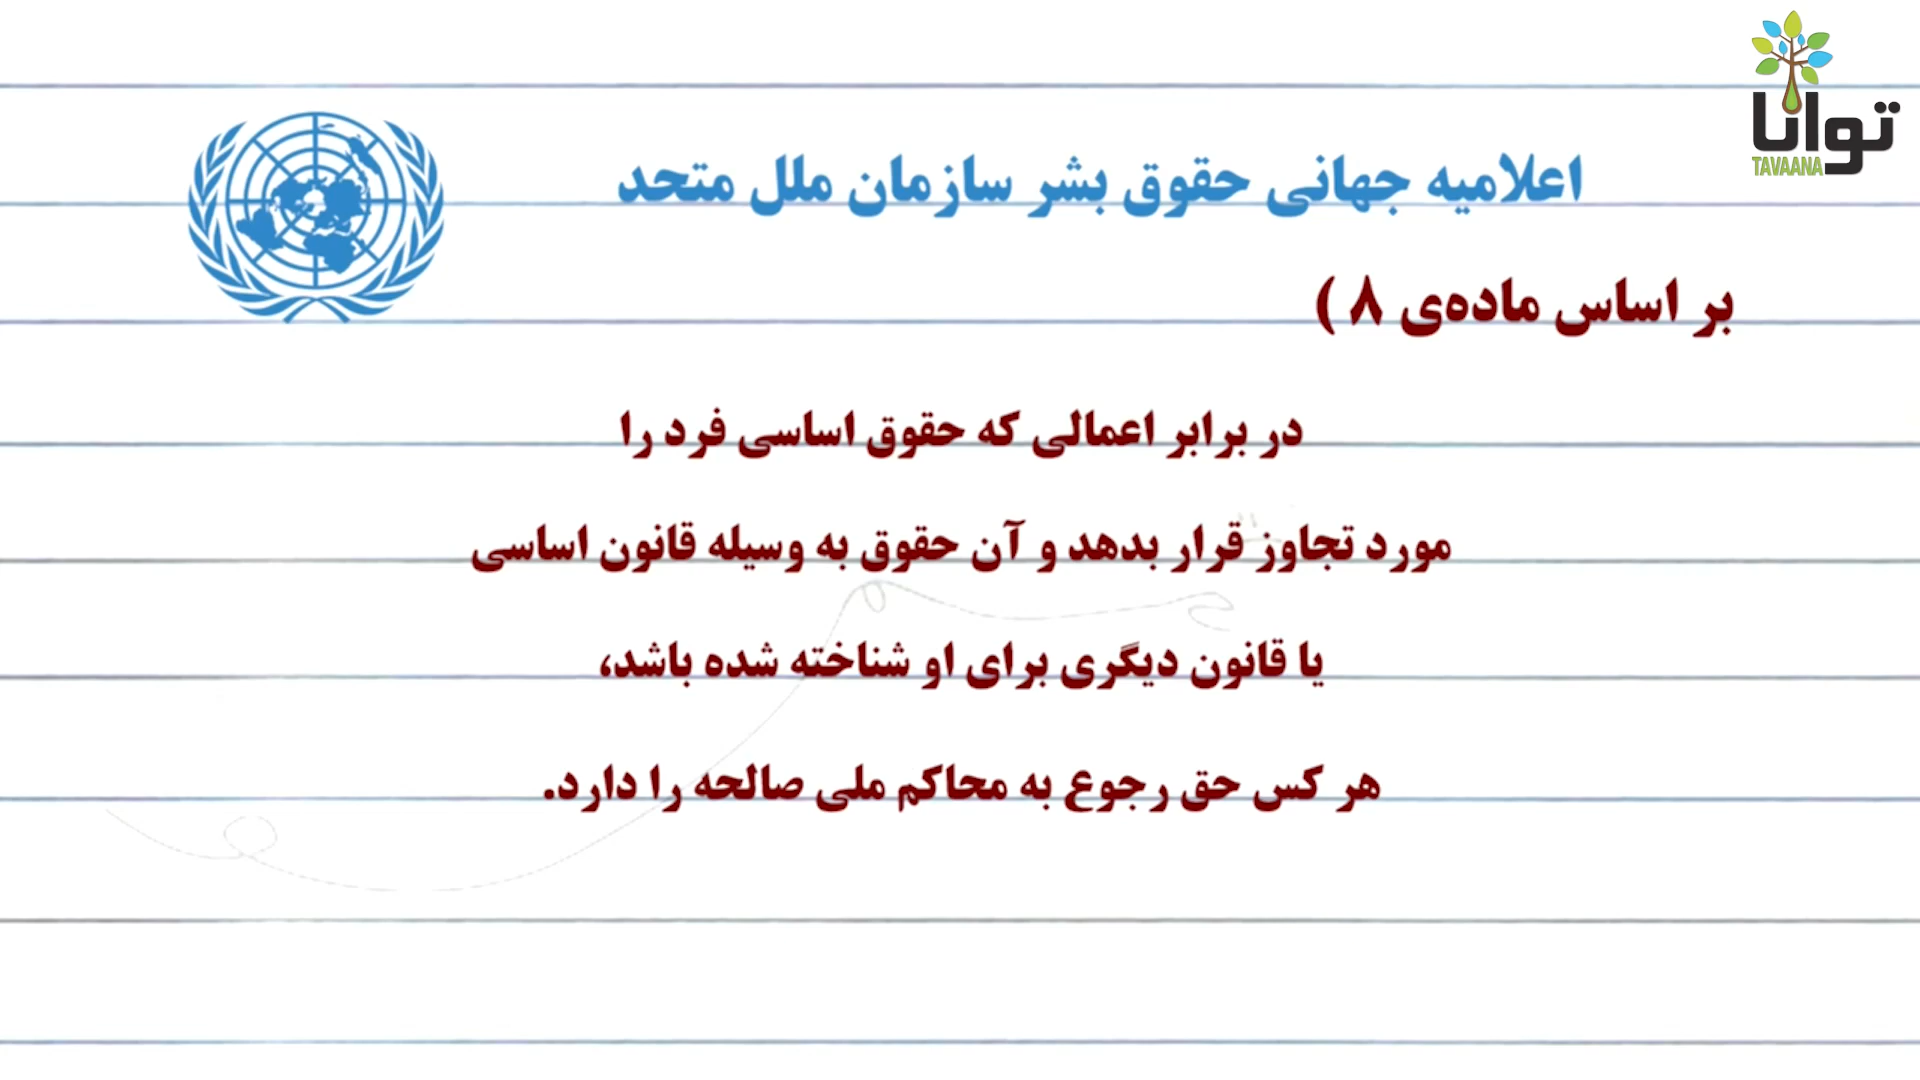 توانا
TAVAANA
اعلامیه جهانی حقوق بشر سازمان ملل متحد
بر اساس ماده‌ی ۸ )
در برابر اعمالی که حقوق اساسی فرد را
مورد تجاوز قرار بدهد و آن حقوق به وسیله قانون اساسی
یا قانون دیگری برای او شناخته شده باشد،
هر کس حق رجوع به محاکم ملی صالحه را دارد.